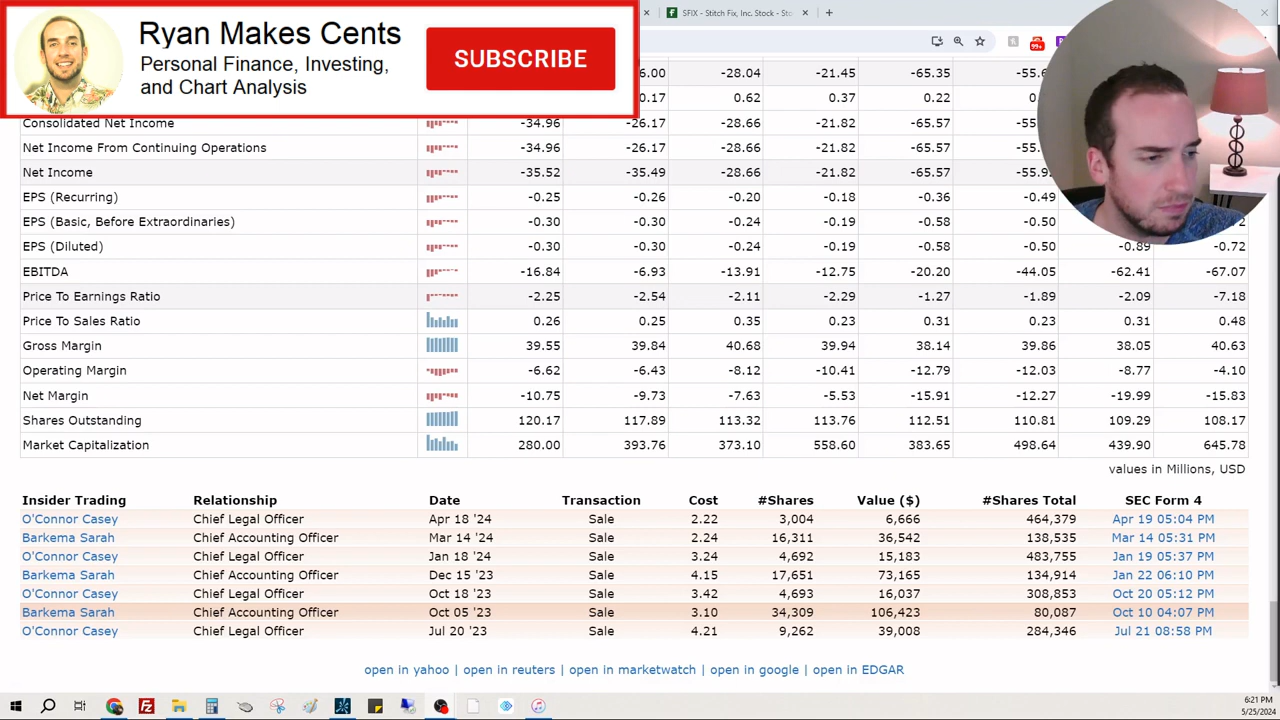 Ryan Makes Cents
Personal Finance, Investing,
and Chart Analysis
SUBSCRIBE
SFIX - Stitch Fix, Inc. Stock - Stoc
99+
-28.04 -21.45 -65.35
0.62 0.37 0.22
Consolidated Net Income -34.96 -26.17 -28.66 -21.82 -65.57
Net Income From Continuing Operations -34.96 -26.17 -28.66 -21.82 -65.57
Net Income -35.52 -35.49 -28.66 -21.82 -65.57
EPS (Recurring) -0.25 -0.26 -0.20 -0.18 -0.36 -0.49
EPS (Basic, Before Extraordinaries) -0.30 -0.30 -0.24 -0.19 -0.58 -0.50
EPS (Diluted) -0.30 -0.30 -0.24 -0.19 -0.58 -0.50 -0.89 -0.72
EBITDA -16.84 -6.93 -13.91 -12.75 -20.20 -44.05 -62.41 -67.07
Price To Earnings Ratio -2.25 -2.54 -2.11 -2.29 -1.27 -1.89 -2.09 -7.18
Price To Sales Ratio 0.26 0.25 0.35 0.23 0.31 0.23 0.31 0.48
Gross Margin 39.55 39.84 40.68 39.94 38.14 39.86 38.05 40.63
Operating Margin -6.62 -6.43 -8.12 -10.41 -12.79 -12.03 -8.77 -4.10
Net Margin -10.75 -9.73 -7.63 -5.53 -15.91 -12.27 -19.99 -15.83
Shares Outstanding 120.17 117.89 113.32 113.76 112.51 110.81 109.29 108.17
Market Capitalization 280.00 393.76 373.10 558.60 383.65 498.64 439.90 645.78
values in Millions, USD
Insider Trading Relationship Date Transaction Cost #Shares Value ($) #Shares Total SEC Form 4
O'Connor Casey Chief Legal Officer Apr 18 '24 Sale 2.22 3,004 6,666 464,379 Apr 19 05:04 PM
Barkema Sarah Chief Accounting Officer Mar 14 '24 Sale 2.24 16,311 36,542 138,535 Mar 14 05:31 PM
O'Connor Casey Chief Legal Officer Jan 18 '24 Sale 3.24 4,692 15,183 483,755 Jan 19 05:37 PM
Barkema Sarah Chief Accounting Officer Dec 15 '23 Sale 4.15 17,651 73,165 134,914 Jan 22 06:10 PM
O'Connor Casey Chief Legal Officer Oct 18 '23 Sale 3.42 4,693 16,037 308,853 Oct 20 05:12 PM
Barkema Sarah Chief Accounting Officer Oct 05 '23 Sale 3.10 34,309 106,423 80,087 Oct 10 04:07 PM
O'Connor Casey Chief Legal Officer Jul 20 '23 Sale 4.21 9,262 39,008 284,346 Jul 21 08:58 PM
open in yahoo | open in reuters | open in marketwatch | open in google | open in EDGAR
6:21 PM
5/25/2024